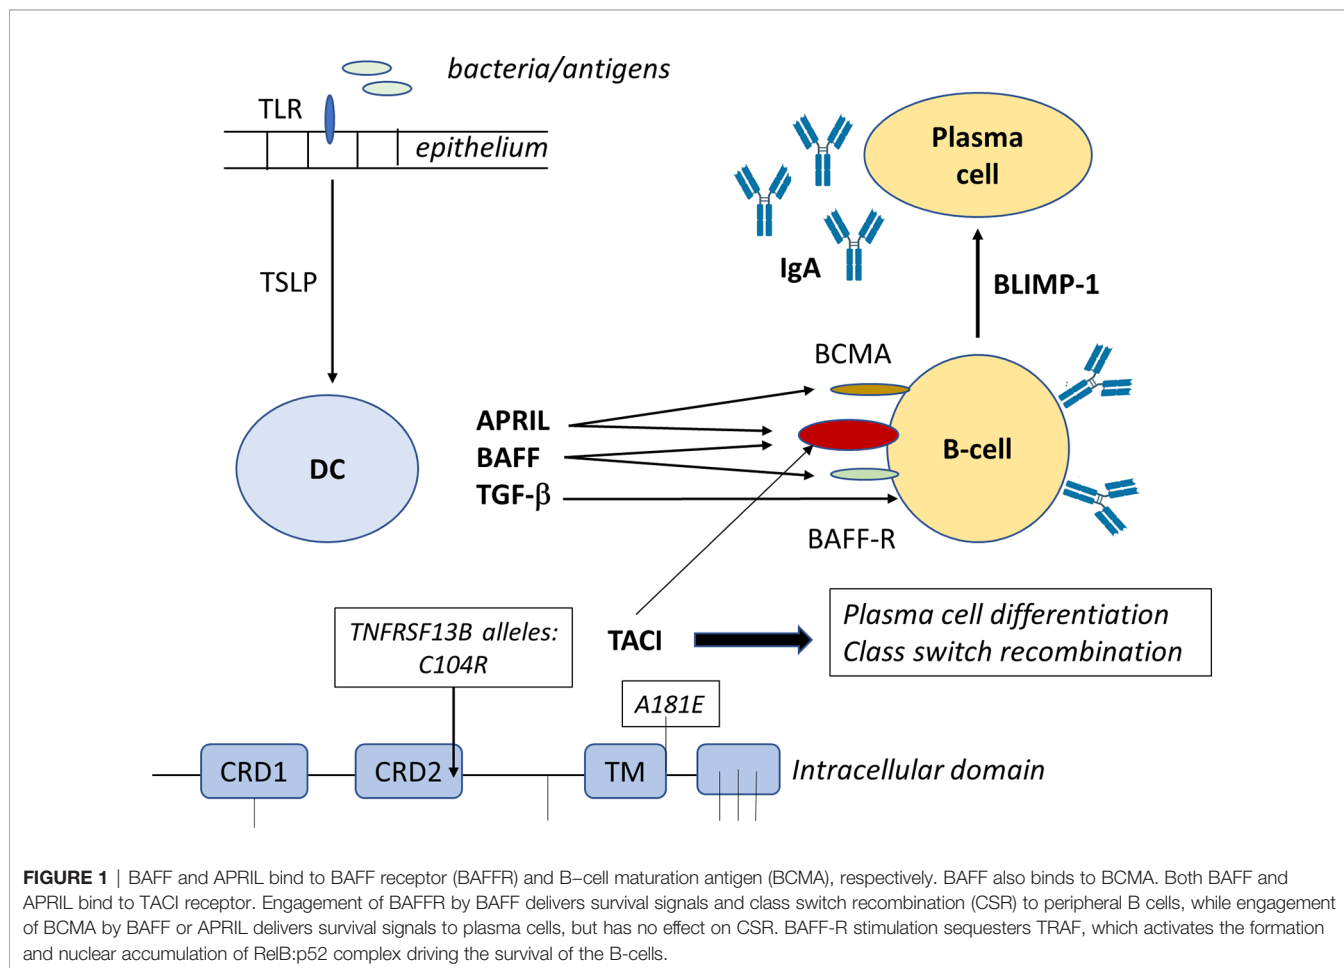 bacteria/antigens
TLR
epithelium
Plasma
cell
IgA
TSLP
BLIMP-1
BCMA
APRIL
BAFF
TGF-β
DC
B-cell
BAFF-R
TNFRSF13B alleles:
C104R
TACI
Plasma cell differentiation
Class switch recombination
A181E
CRD1
CRD2
TM
Intracellular domain
FIGURE 1 | BAFF and APRIL bind to BAFF receptor (BAFFR) and B–cell maturation antigen (BCMA), respectively. BAFF also binds to BCMA. Both BAFF and
APRIL bind to TACI receptor. Engagement of BAFFR by BAFF delivers survival signals and class switch recombination (CSR) to peripheral B cells, while engagement
of BCMA by BAFF or APRIL delivers survival signals to plasma cells, but has no effect on CSR. BAFF-R stimulation sequesters TRAF, which activates the formation
and nuclear accumulation of RelB:p52 complex driving the survival of the B-cells.